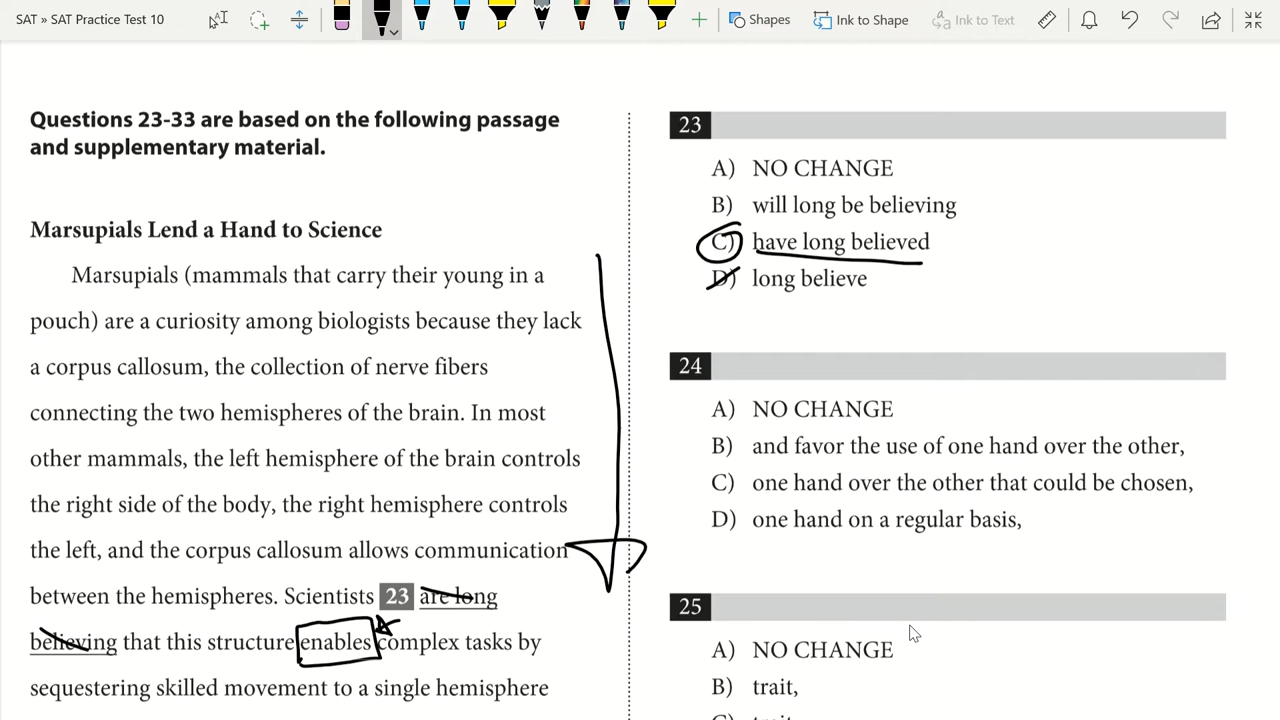 SAT » SAT Practice Test 10
Shapes
Ink to Shape
Ink to Text
Questions 23-33 are based on the following passage
and supplementary material.
Marsupials Lend a Hand to Science
Marsupials (mammals that carry their young in a
pouch) are a curiosity among biologists because they lack
a corpus callosum, the collection of nerve fibers
connecting the two hemispheres of the brain. In most
other mammals, the left hemisphere of the brain controls
the right side of the body, the right hemisphere controls
the left, and the corpus callosum allows communication
between the hemispheres. Scientists 23 are long
believing that this structure enables complex tasks by
sequestering skilled movement to a single hemisphere
23
A) NO CHANGE
B) will long be believing
C) have long believed
D) long believe
24
A) NO CHANGE
B) and favor the use of one hand over the other,
C) one hand over the other that could be chosen,
D) one hand on a regular basis,
25
A) NO CHANGE
B) trait,